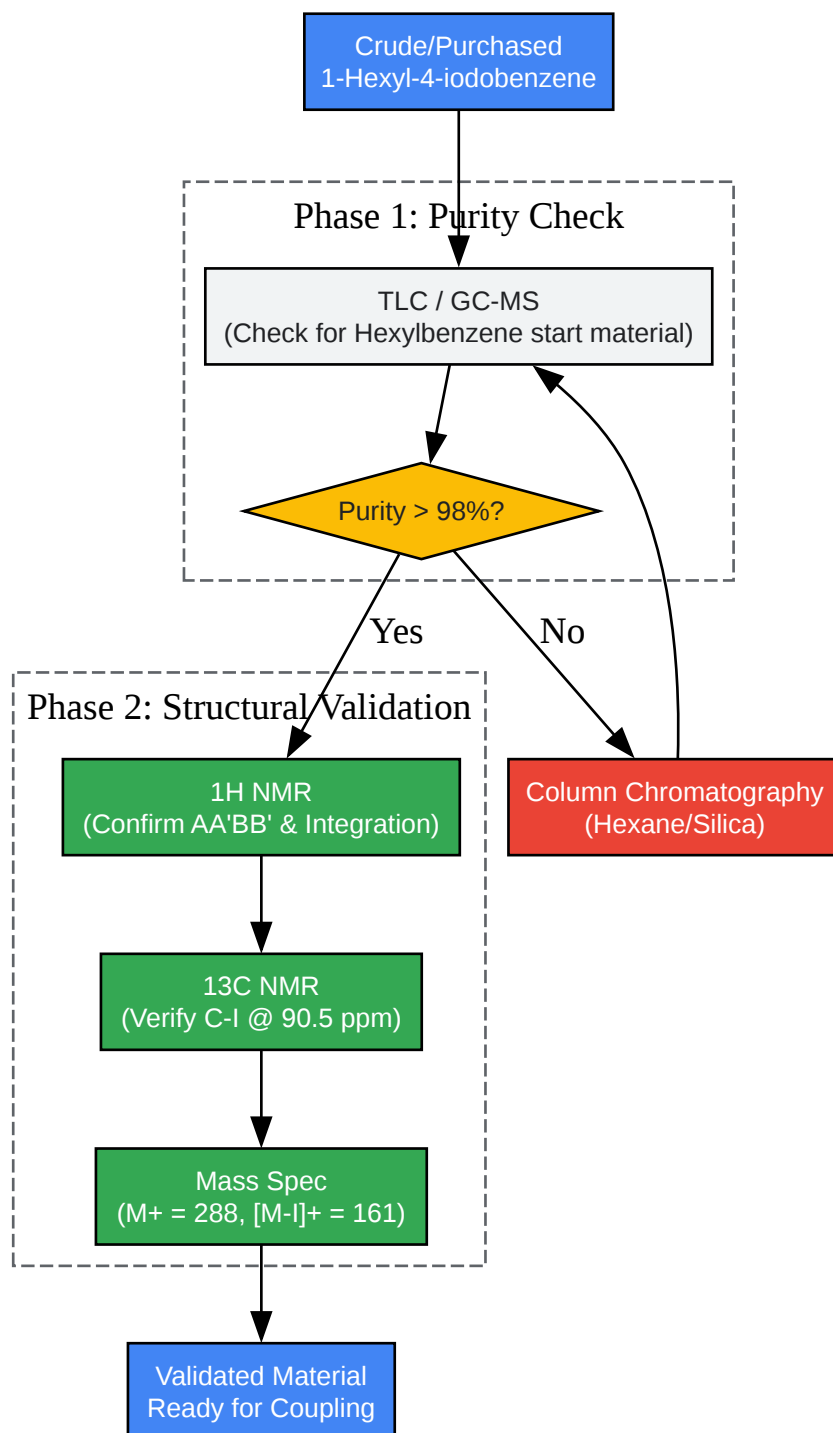 Crude/Purchased
1-Hexyl-4-iodobenzene
Phase 1: Purity Check
TLC / GC-MS
(Check for Hexylbenzene start material)
Purity > 98%?
Yes
No
Phase 2: Structural Validation
1H NMR
(Confirm AA'BB' & Integration)
Column Chromatography
(Hexane/Silica)
13C NMR
(Verify C-I @ 90.5 ppm)
Mass Spec
(M+ = 288, [M-I]+ = 161)
Validated Material
Ready for Coupling